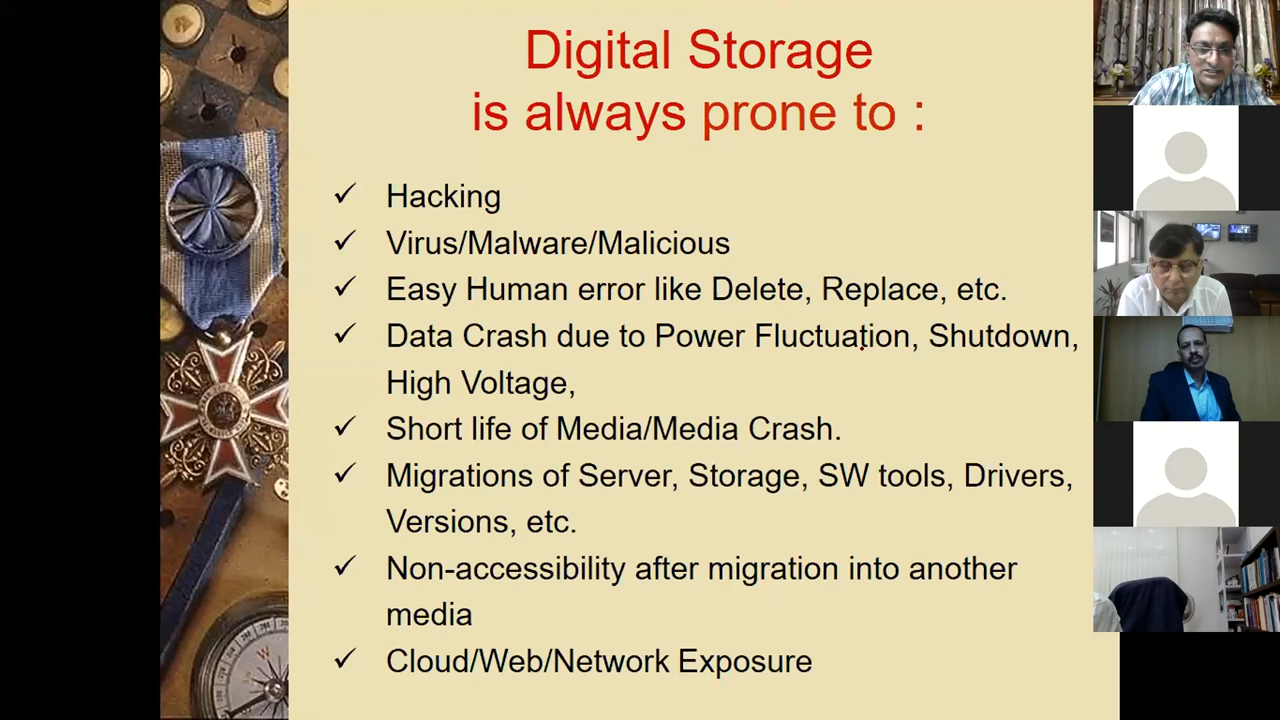 Digital Storage
is always prone to :
✓ Hacking
✓ Virus/Malware/Malicious
✓ Easy Human error like Delete, Replace, etc.
✓ Data Crash due to Power Fluctuation, Shutdown,
High Voltage,
✓ Short life of Media/Media Crash.
✓ Migrations of Server, Storage, SW tools, Drivers,
Versions, etc.
✓ Non-accessibility after migration into another
media
✓ Cloud/Web/Network Exposure